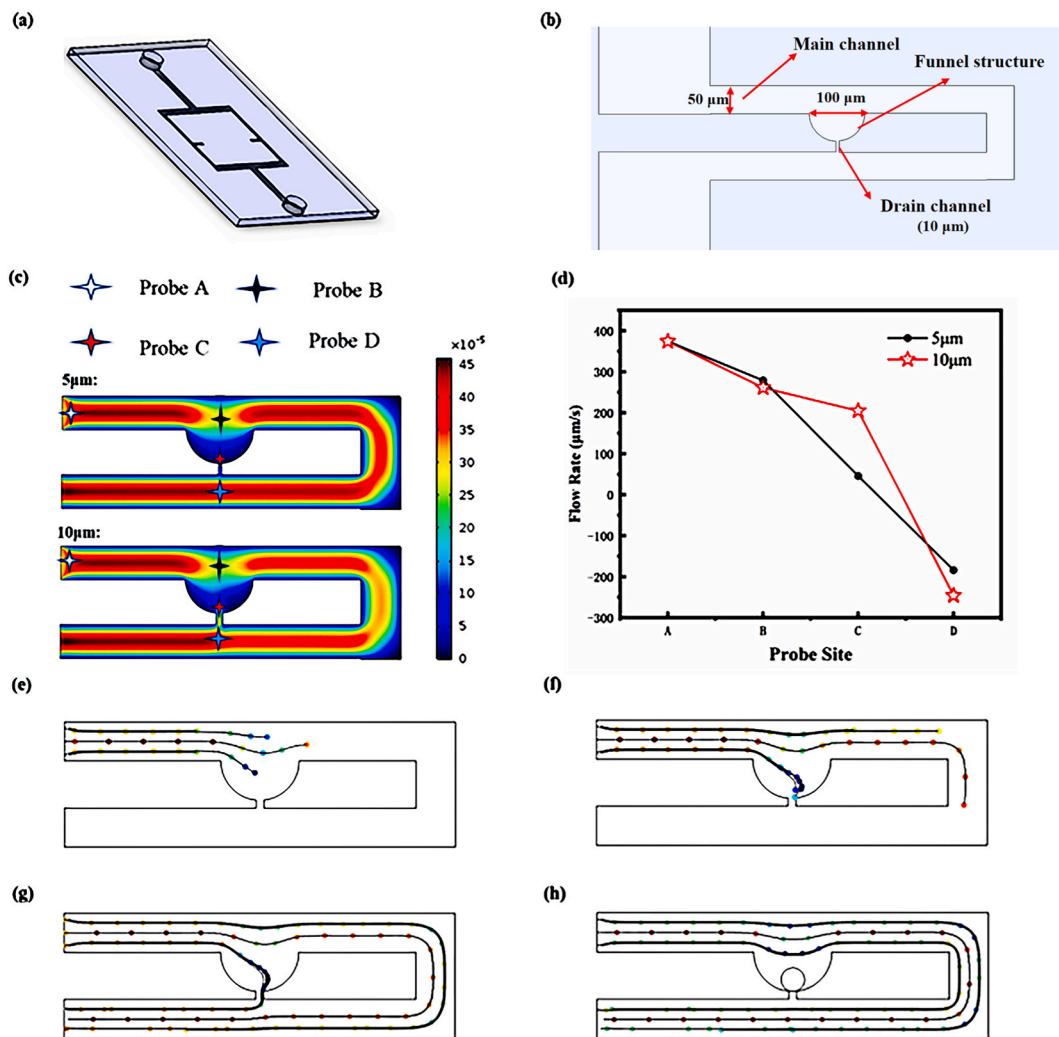 (a)
(b)
Main channel
Funnel structure
50 μm
100 μm
Drain channel
(10 μm)
(c)
Probe A
Probe B
Probe C
Probe D
×10⁻⁵
5μm:
10μm:
45
40
35
30
25
20
15
10
5
0
(d)
5μm
10μm
Flow Rate (μm/s)
400
300
200
100
0
-100
-200
-300
A
B
C
D
Probe Site
(e)
(f)
(g)
(h)